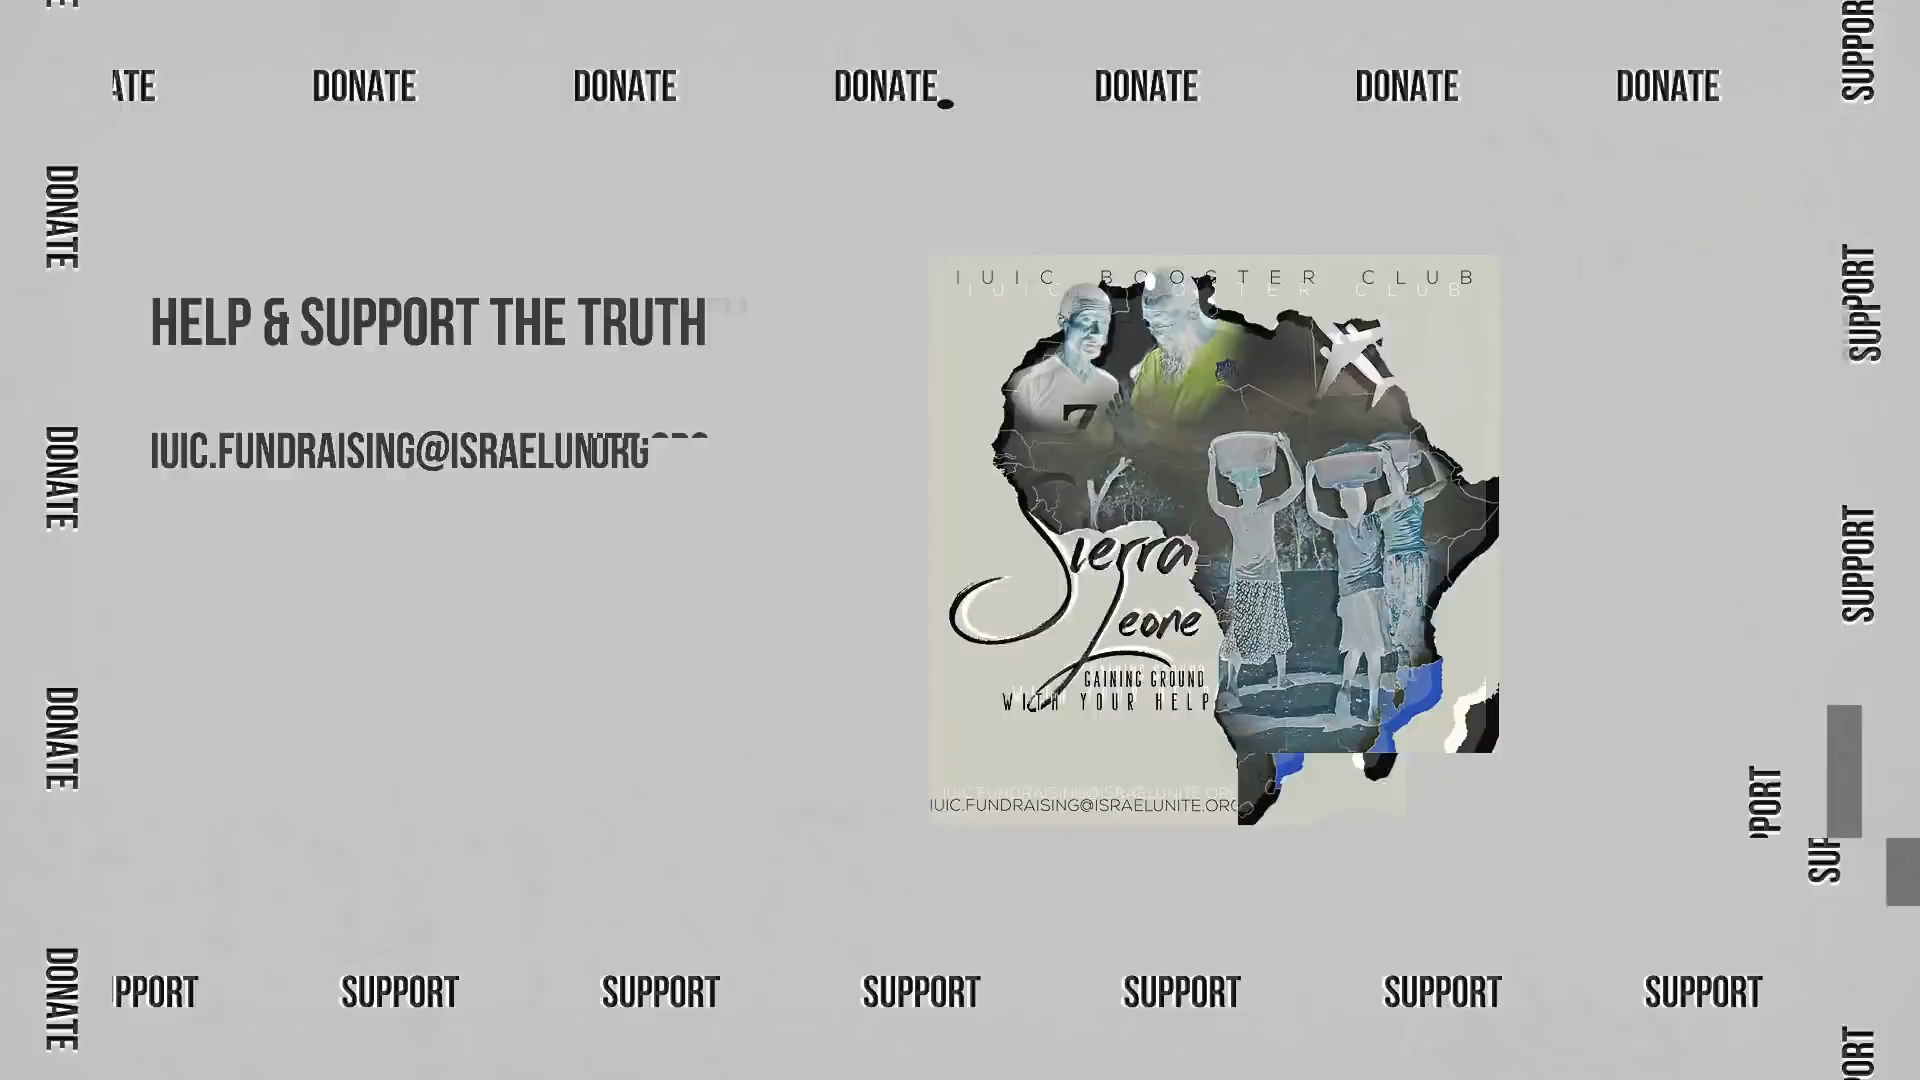 DONATE DONATE DONATE DONATE DONATE DONATE
DONATE
DONATE
DONATE
DONATE
HELP & SUPPORT THE TRUTH
IUIC BOOSTER CLUB
7
Sierra
Leone
GAINING GROUND
WITH YOUR HELP
IUIC.FUNDRAISING@ISRAELUNITE.ORG
SUPPORT
SUPPORT
SUPPORT
SUPPORT SUPPORT SUPPORT SUPPORT SUPPORT SUPPORT